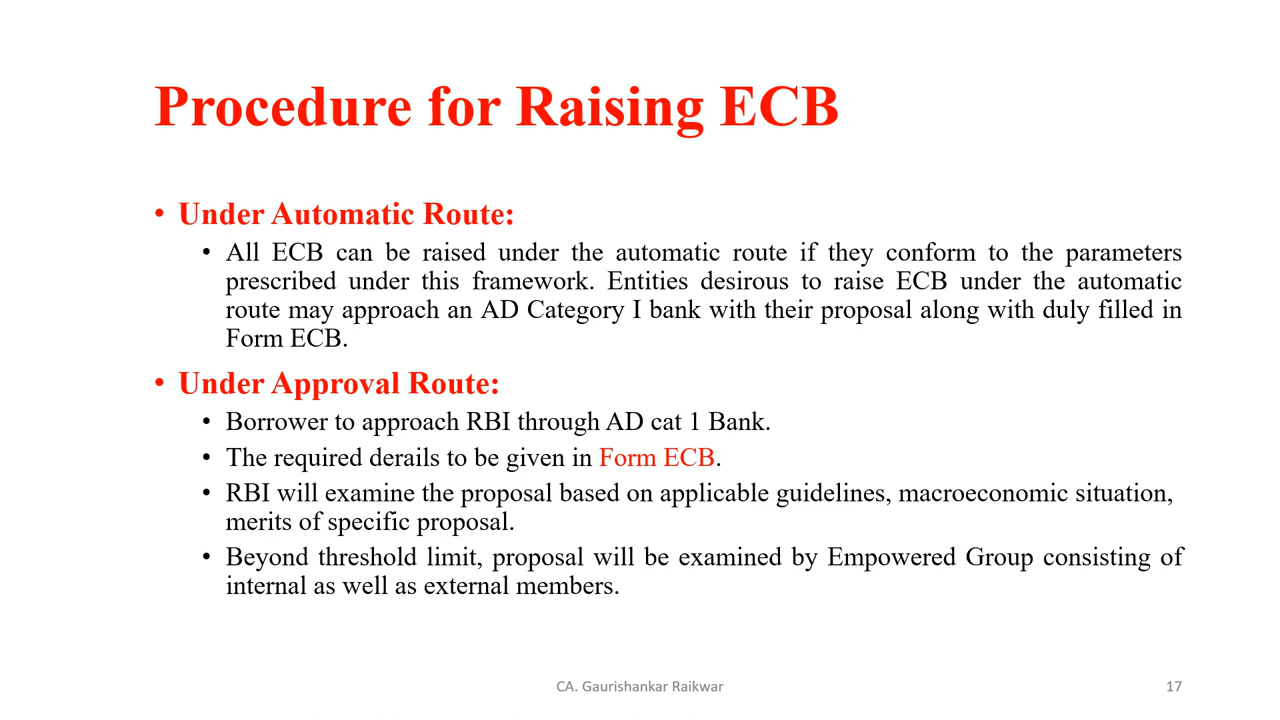 Procedure for Raising ECB
• Under Automatic Route:
• All ECB can be raised under the automatic route if they conform to the parameters
prescribed under this framework. Entities desirous to raise ECB under the automatic
route may approach an AD Category I bank with their proposal along with duly filled in
Form ECB.
• Under Approval Route:
• Borrower to approach RBI through AD cat 1 Bank.
• The required derails to be given in Form ECB.
• RBI will examine the proposal based on applicable guidelines, macroeconomic situation,
merits of specific proposal.
• Beyond threshold limit, proposal will be examined by Empowered Group consisting of
internal as well as external members.
CA. Gaurishankar Raikwar
17